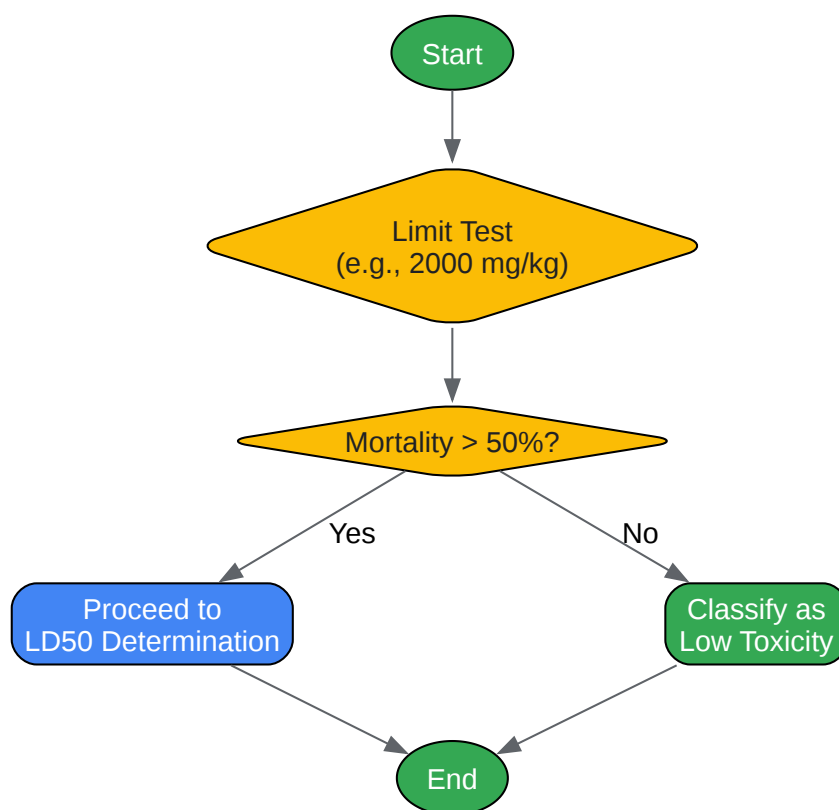 Start
Limit Test
(e.g., 2000 mg/kg)
Mortality > 50%?
Yes
No
Proceed to
LD50 Determination
Classify as
Low Toxicity
End